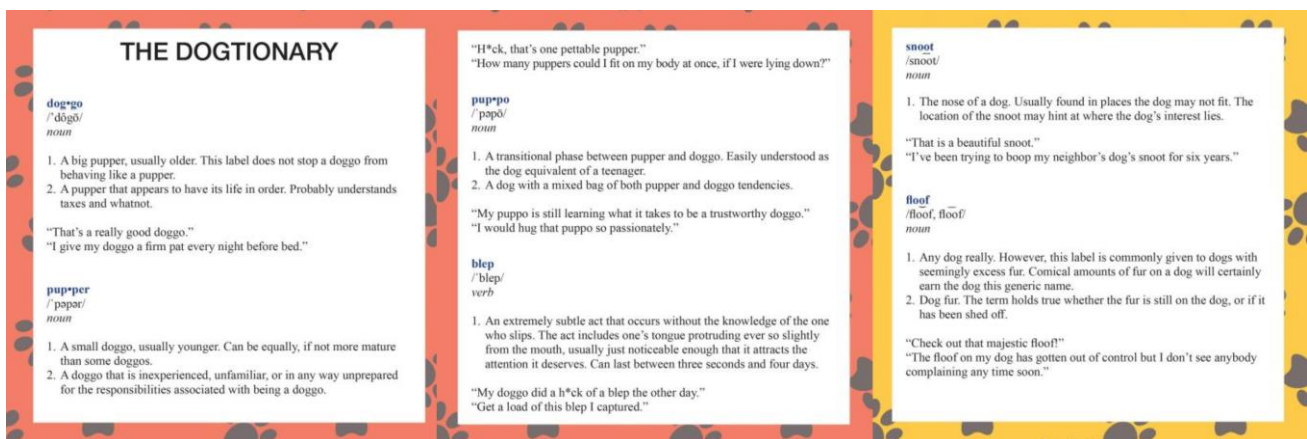 THE DOGTIONARY
dog•go
/ˈdôgō/
noun
1. A big pupper, usually older. This label does not stop a doggo from
behaving like a pupper.
2. A pupper that appears to have its life in order. Probably understands
taxes and whatnot.
“That’s a really good doggo.”
“I give my doggo a firm pat every night before bed.”
pup•per
/ˈpəpər/
noun
1. A small doggo, usually younger. Can be equally, if not more mature
than some doggos.
2. A doggo that is inexperienced, unfamiliar, or in any way unprepared
for the responsibilities associated with being a doggo.
“H*ck, that’s one pettable pupper.”
“How many puppers could I fit on my body at once, if I were lying down?”
pup•po
/ˈpəpō/
noun
1. A transitional phase between pupper and doggo. Easily understood as
the dog equivalent of a teenager.
2. A dog with a mixed bag of both pupper and doggo tendencies.
“My puppo is still learning what it takes to be a trustworthy doggo.”
“I would hug that puppo so passionately.”
blep
/ˈblep/
verb
1. An extremely subtle act that occurs without the knowledge of the one
who slips. The act includes one’s tongue protruding ever so slightly
from the mouth, usually just noticeable enough that it attracts the
attention it deserves. Can last between three seconds and four days.
“My doggo did a h*ck of a blep the other day.”
“Get a load of this blep I captured.”
snoot
/sno͞ot/
noun
1. The nose of a dog. Usually found in places the dog may not fit. The
location of the snoot may hint at where the dog’s interest lies.
“That is a beautiful snoot.”
“I’ve been trying to boop my neighbor’s dog’s snoot for six years.”
floof
/flo͝of, flo͞of/
noun
1. Any dog really. However, this label is commonly given to dogs with
seemingly excess fur. Comical amounts of fur on a dog will certainly
earn the dog this generic name.
2. Dog fur. The term holds true whether the fur is still on the dog, or if it
has been shed off.
“Check out that majestic floof!”
“The floof on my dog has gotten out of control but I don’t see anybody
complaining any time soon.”